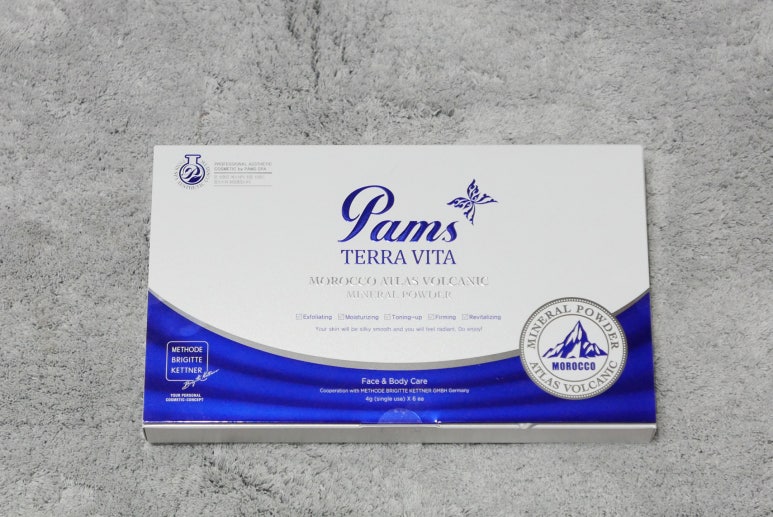 PROFESSIONAL AESTHETIC
COSMETIC by PAMS SPA
Pams
TERRA VITA
MOROCCO ATLAS VOLCANIC
MINERAL POWDER
Exfoliating Moisturizing Toning-up Firming Revitalizing
Your skin will be silky smooth and you will feel radiant. Do enjoy!
MINERAL POWDER
MOROCCO
ATLAS VOLCANIC
METHODE
BRIGITTE
KETTNER
YOUR PERSONAL
COSMETIC-CONCEPT
Face & Body Care
Cooperation with METHODE BRIGITTE KETTNER GMBH Germany
4g (single use) X 6 ea